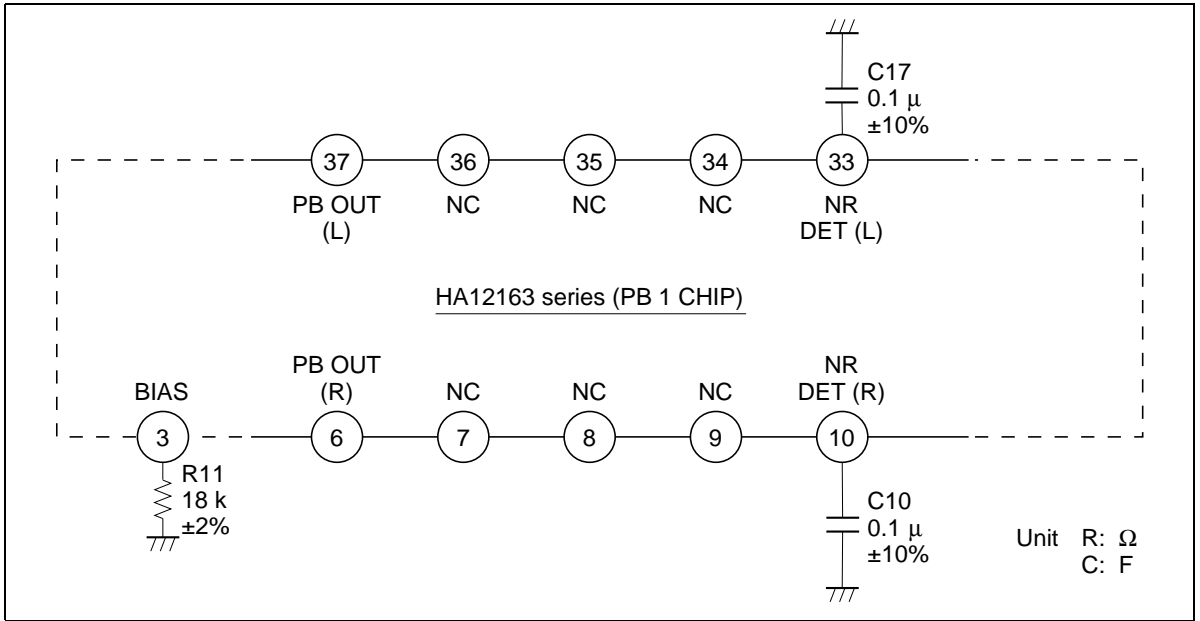 C17
0.1 μ
±10%
37 36 35 34 33
PB OUT
(L)
NC
NC
NC
NR
DET (L)
HA12163 series (PB 1 CHIP)
BIAS
PB OUT
(R)
NC
NC
NC
NR
DET (R)
3 6 7 8 9 10
R11
18 k
±2%
C10
0.1 μ
±10%
Unit R: Ω
C: F